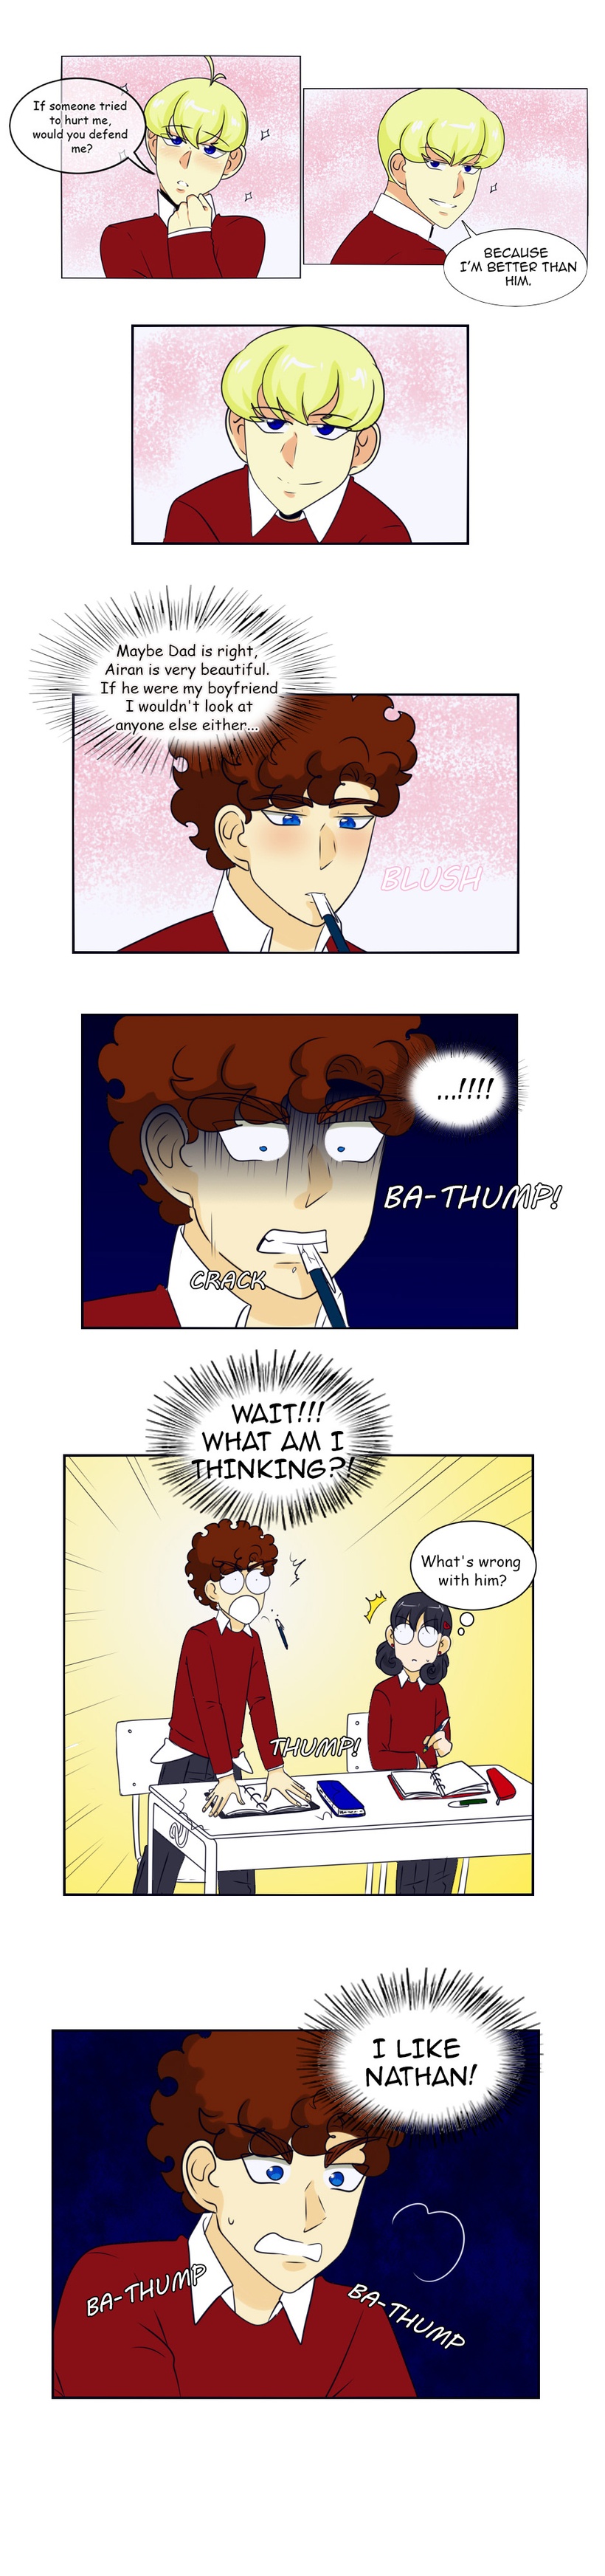 If someone tried
to hurt me,
would you defend
me?
BECAUSE
I'M BETTER THAN
HIM.
Maybe Dad is right,
Airan is very beautiful.
If he were my boyfriend
I wouldn't look at
anyone else either...
BLUSH
...!!!!
BA-THUMP!
CRACK
WAIT!!!
WHAT AM I
THINKING?!
What's wrong
with him?
THUMP!
I LIKE
NATHAN!
BA-THUMP
BA-THUMP